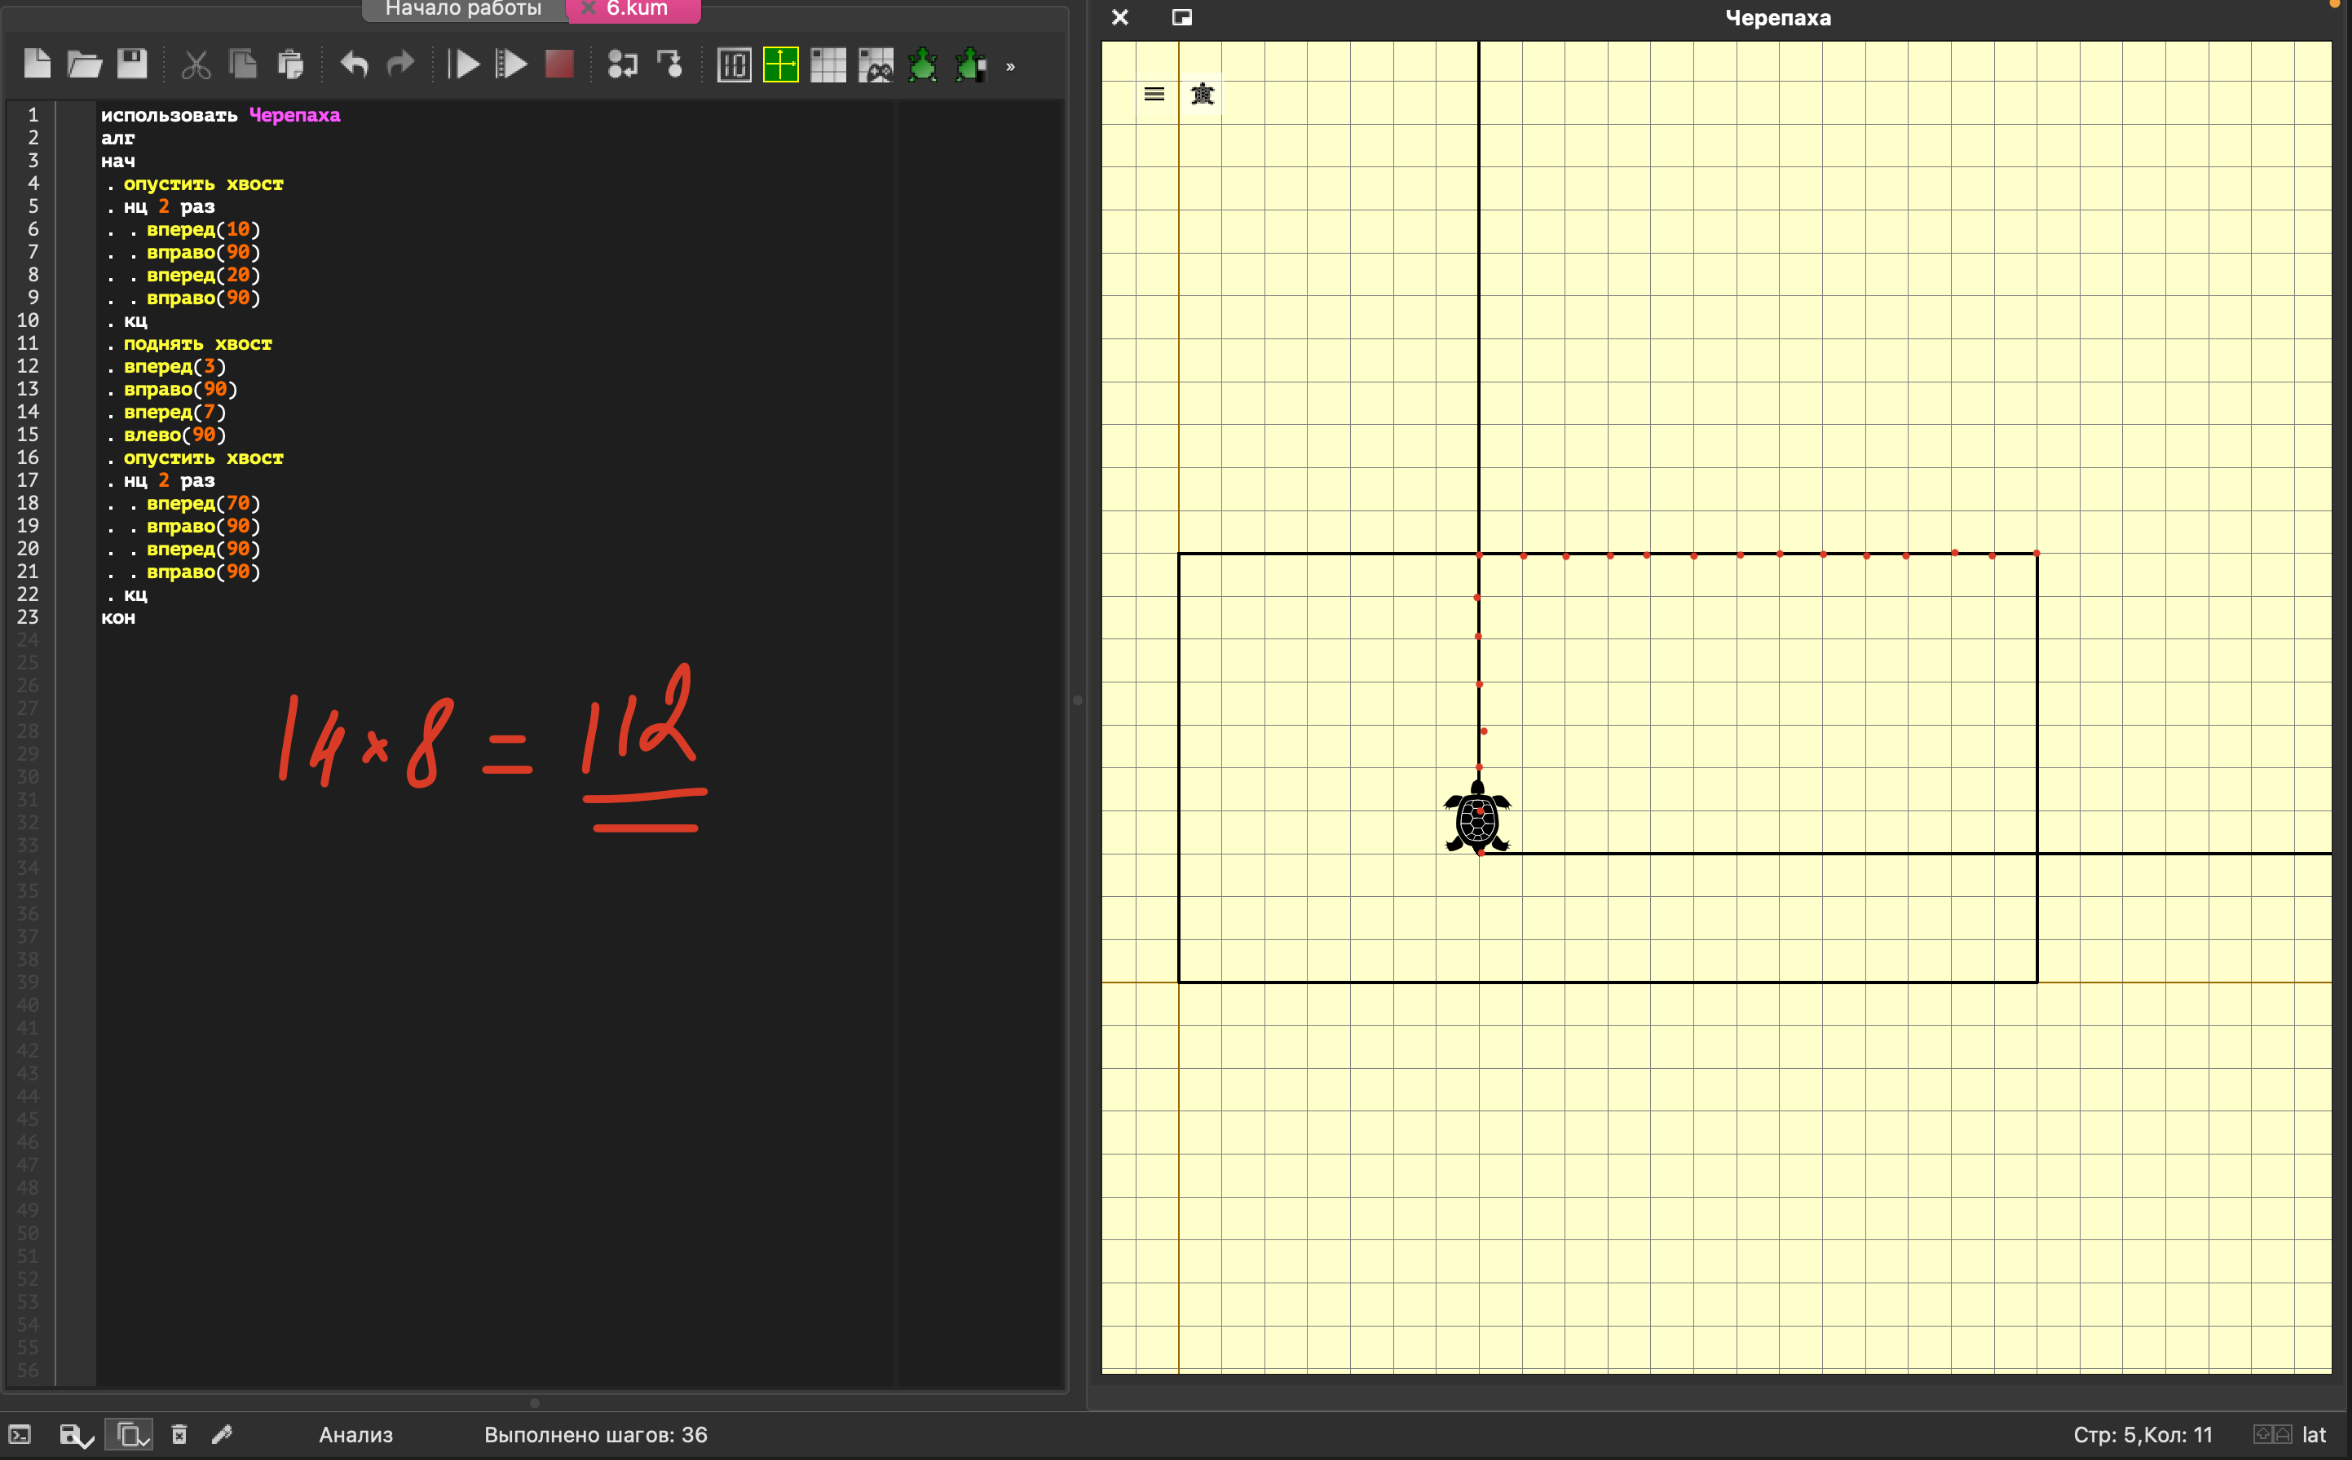 Начало работы
6.kum
Черепаха
1 использовать Черепаха
2 алг
3 нач
4 . опустить хвост
5 . нц 2 раз
6 . . вперед(10)
7 . . вправо(90)
8 . . вперед(20)
9 . . вправо(90)
10 . кц
11 . поднять хвост
12 . вперед(3)
13 . вправо(90)
14 . вперед(7)
15 . влево(90)
16 . опустить хвост
17 . нц 2 раз
18 . . вперед(70)
19 . . вправо(90)
20 . . вперед(90)
21 . . вправо(90)
22 . кц
23 кон
24
25
26
27
28
29
30
31
32
33
34
35
36
37
38
39
40
41
42
43
44
45
46
47
48
49
50
51
52
53
54
55
56
14 × 8 = 112
Анализ
Выполнено шагов: 36
Стр: 5,Кол: 11
lat